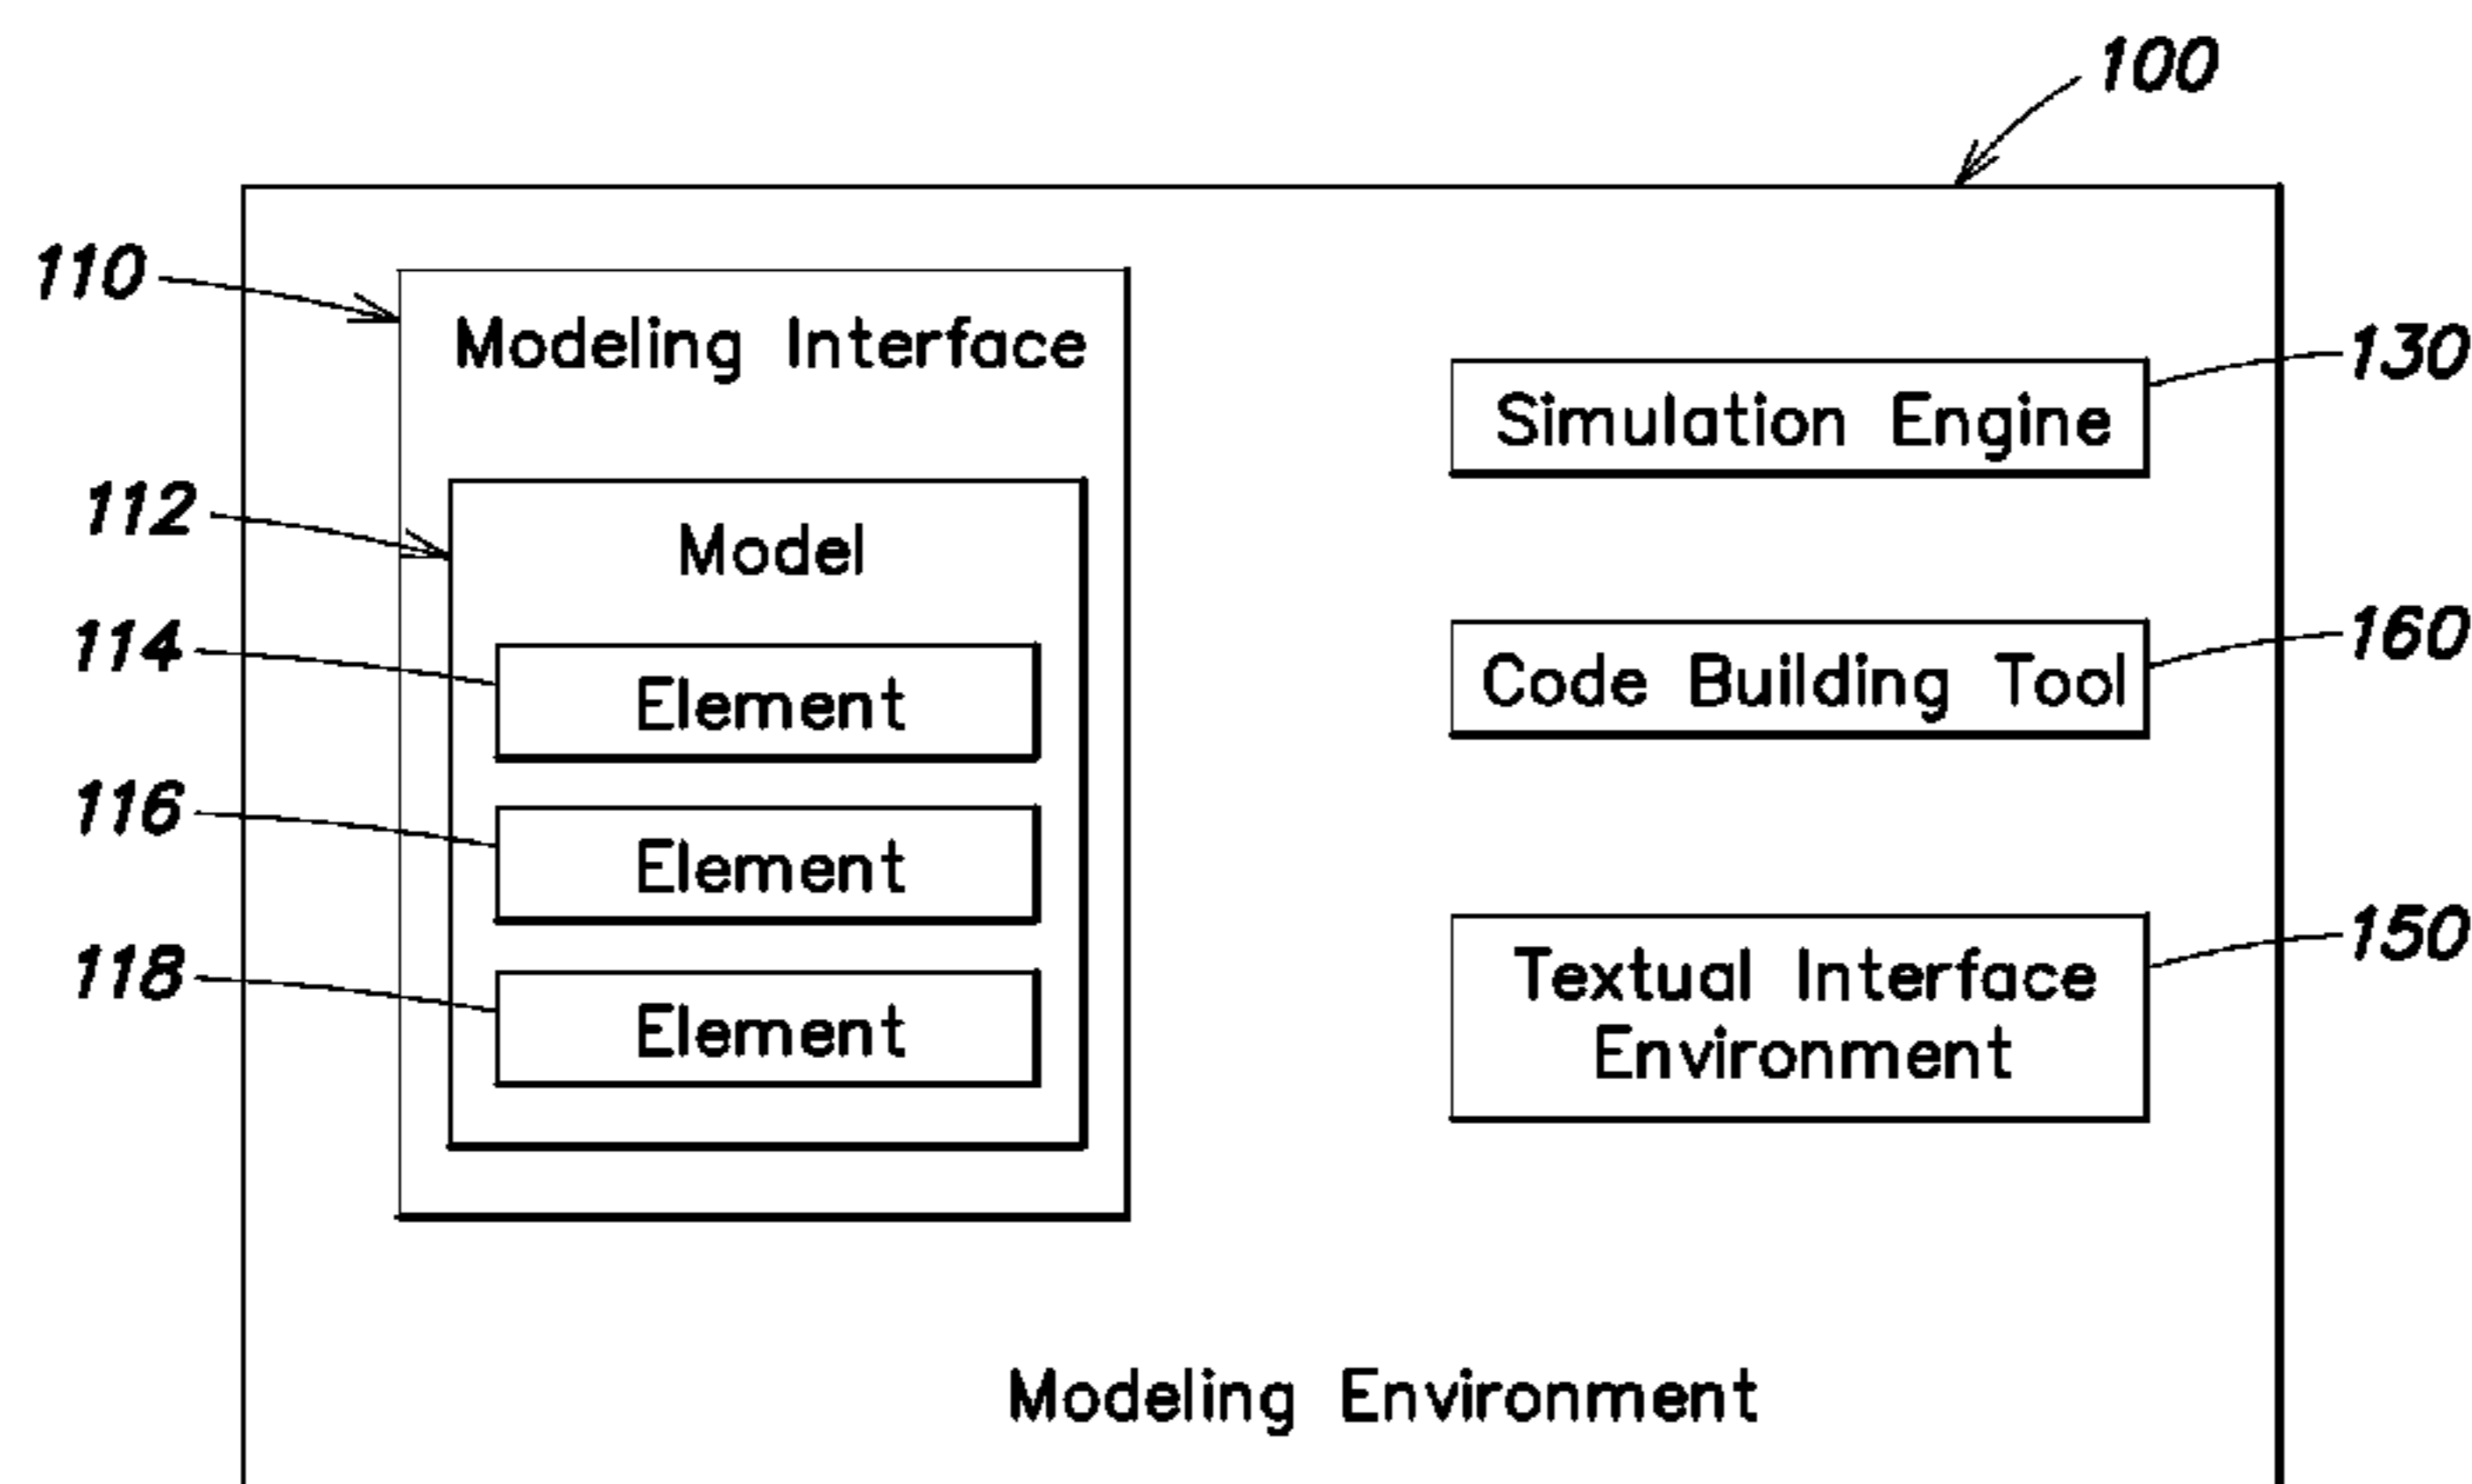 100
110
Modeling Interface
130
Simulation Engine
112
Model
114
Element
160
Code Building Tool
116
Element
118
Element
150
Textual Interface
Environment
Modeling Environment